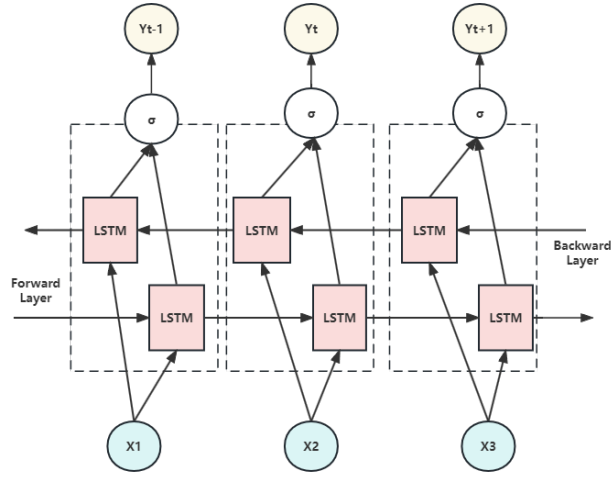 Yt-1
Yt
Yt+1
σ
σ
σ
LSTM
LSTM
LSTM
Backward
Layer
Forward
Layer
LSTM
LSTM
LSTM
X1
X2
X3